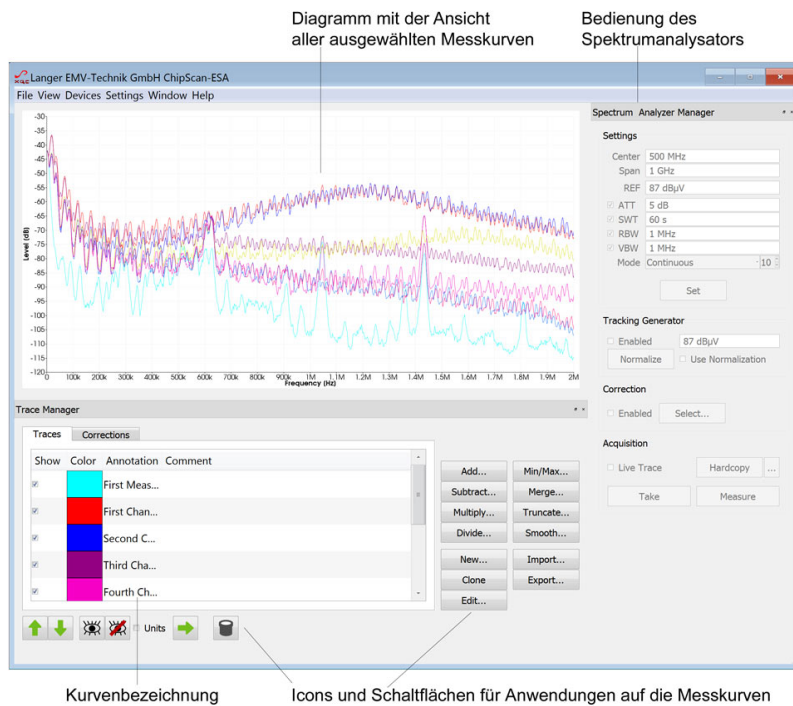 Diagramm mit der Ansicht
aller ausgewählten Messkurven
Bedienung des
Spektrumanalysators
Langer EMV-Technik GmbH ChipScan-ESA
File View Devices Settings Window Help
-30
-35
-40
-45
-50
-55
-60
-65
-70
-75
-80
-85
-90
-95
-100
-105
-110
-115
-120
Level (dB)
0 100k 200k 300k 400k 500k 600k 700k 800k 900k 1M 1.1M 1.2M 1.3M 1.4M 1.5M 1.6M 1.7M 1.8M 1.9M 2M
Frequency (Hz)
Spectrum Analyzer Manager
Settings
Center 500 MHz
Span 1 GHz
REF 87 dBµV
ATT 5 dB
SWT 60 s
RBW 1 MHz
VBW 1 MHz
Mode Continuous 10
Set
Tracking Generator
Enabled 87 dBµV
Normalize Use Normalization
Correction
Enabled Select...
Acquisition
Live Trace Hardcopy ...
Take Measure
Trace Manager
Traces Corrections
Show Color Annotation Comment
First Meas...
First Chan...
Second C...
Third Cha...
Fourth Ch...
Add... Min/Max...
Subtract... Merge...
Multiply... Truncate...
Divide... Smooth...
New... Import...
Clone Export...
Edit...
Units
Kurvenbezeichnung
Icons und Schaltflächen für Anwendungen auf die Messkurven